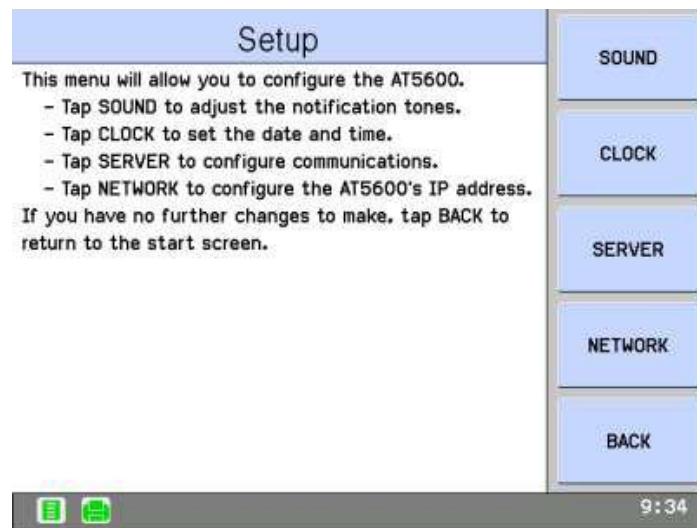 Setup
This menu will allow you to configure the AT5600.
- Tap SOUND to adjust the notification tones.
- Tap CLOCK to set the date and time.
- Tap SERVER to configure communications.
- Tap NETWORK to configure the AT5600's IP address.
If you have no further changes to make, tap BACK to
return to the start screen.
SOUND
CLOCK
SERVER
NETWORK
BACK
9:34